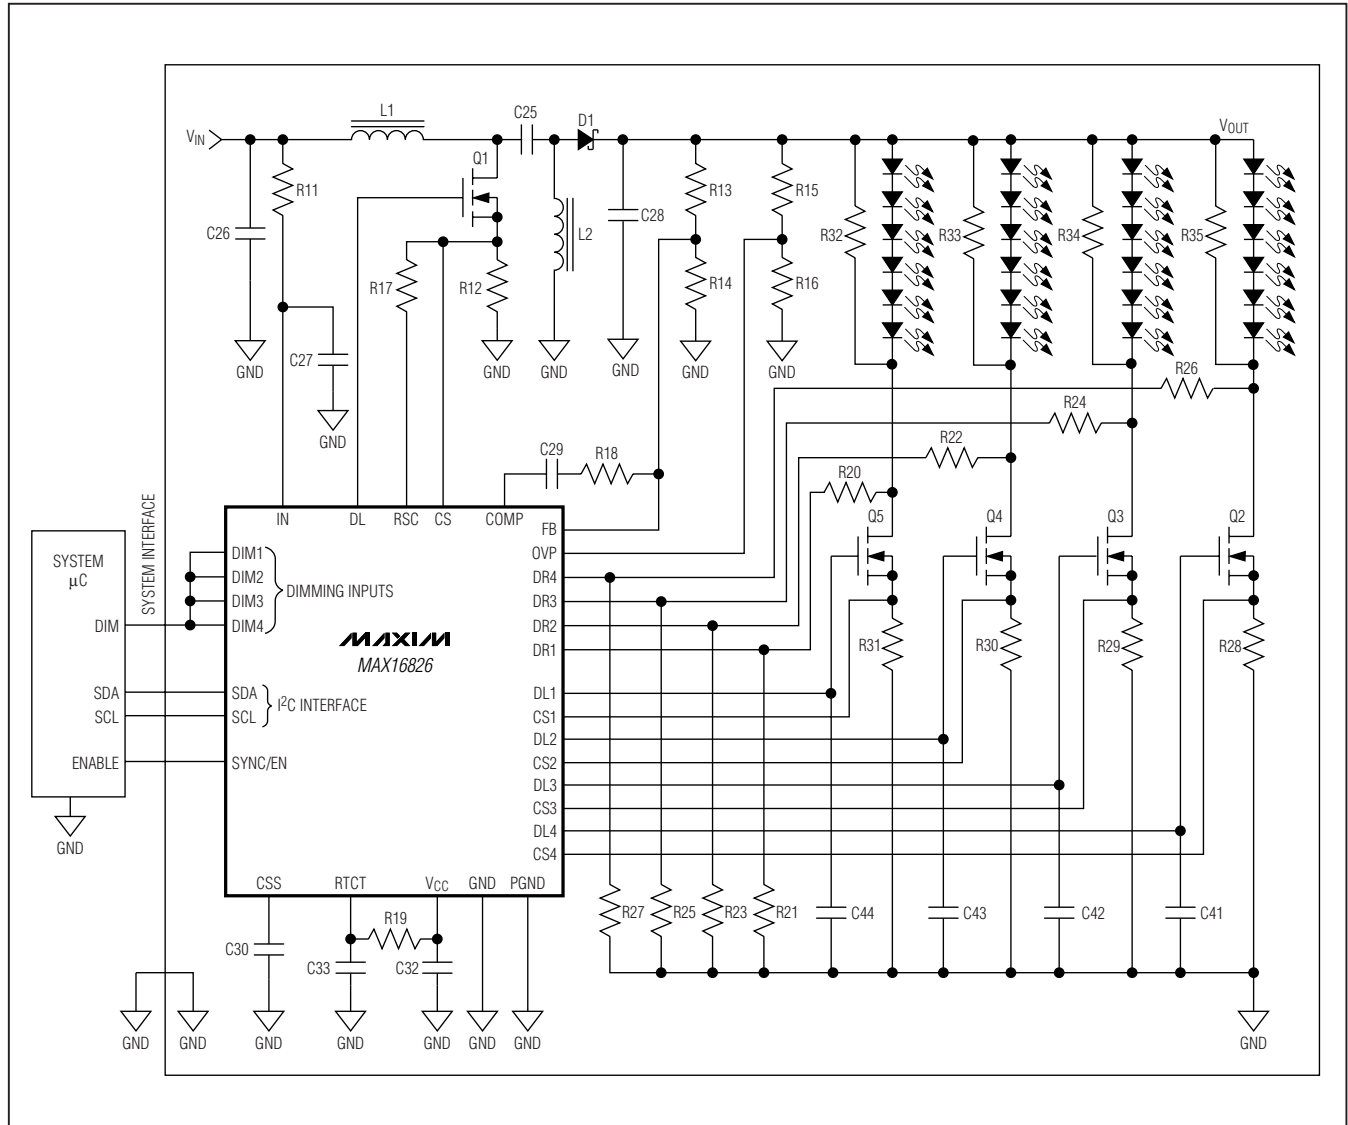 L1
C25
D1
VIN
VOUT
Q1
R11
R13
R15
C26
C28
R32
R33
R34
R35
L2
R17
R12
R14
R16
C27
GND
GND
GND
GND
GND
GND
GND
R26
R24
C29
R18
R22
R20
SYSTEM INTERFACE
IN
DL
RSC
CS
COMP
FB
Q5
Q4
Q3
Q2
SYSTEM
µC
DIM1
DIM2
DIM3
DIM4
DIMMING INPUTS
OVP
DR4
DR3
DR2
DR1
DIM
MAXIM
MAX16826
R31
R30
R29
R28
SDA
SCL
SDA
SCL
I²C INTERFACE
DL1
CS1
DL2
CS2
DL3
CS3
DL4
CS4
ENABLE
SYNC/EN
GND
CSS
RTCT
VCC
GND
PGND
R19
R27
R25
R23
R21
C44
C43
C42
C41
C30
C33
C32
GND
GND
GND
GND
GND
GND
GND
GND